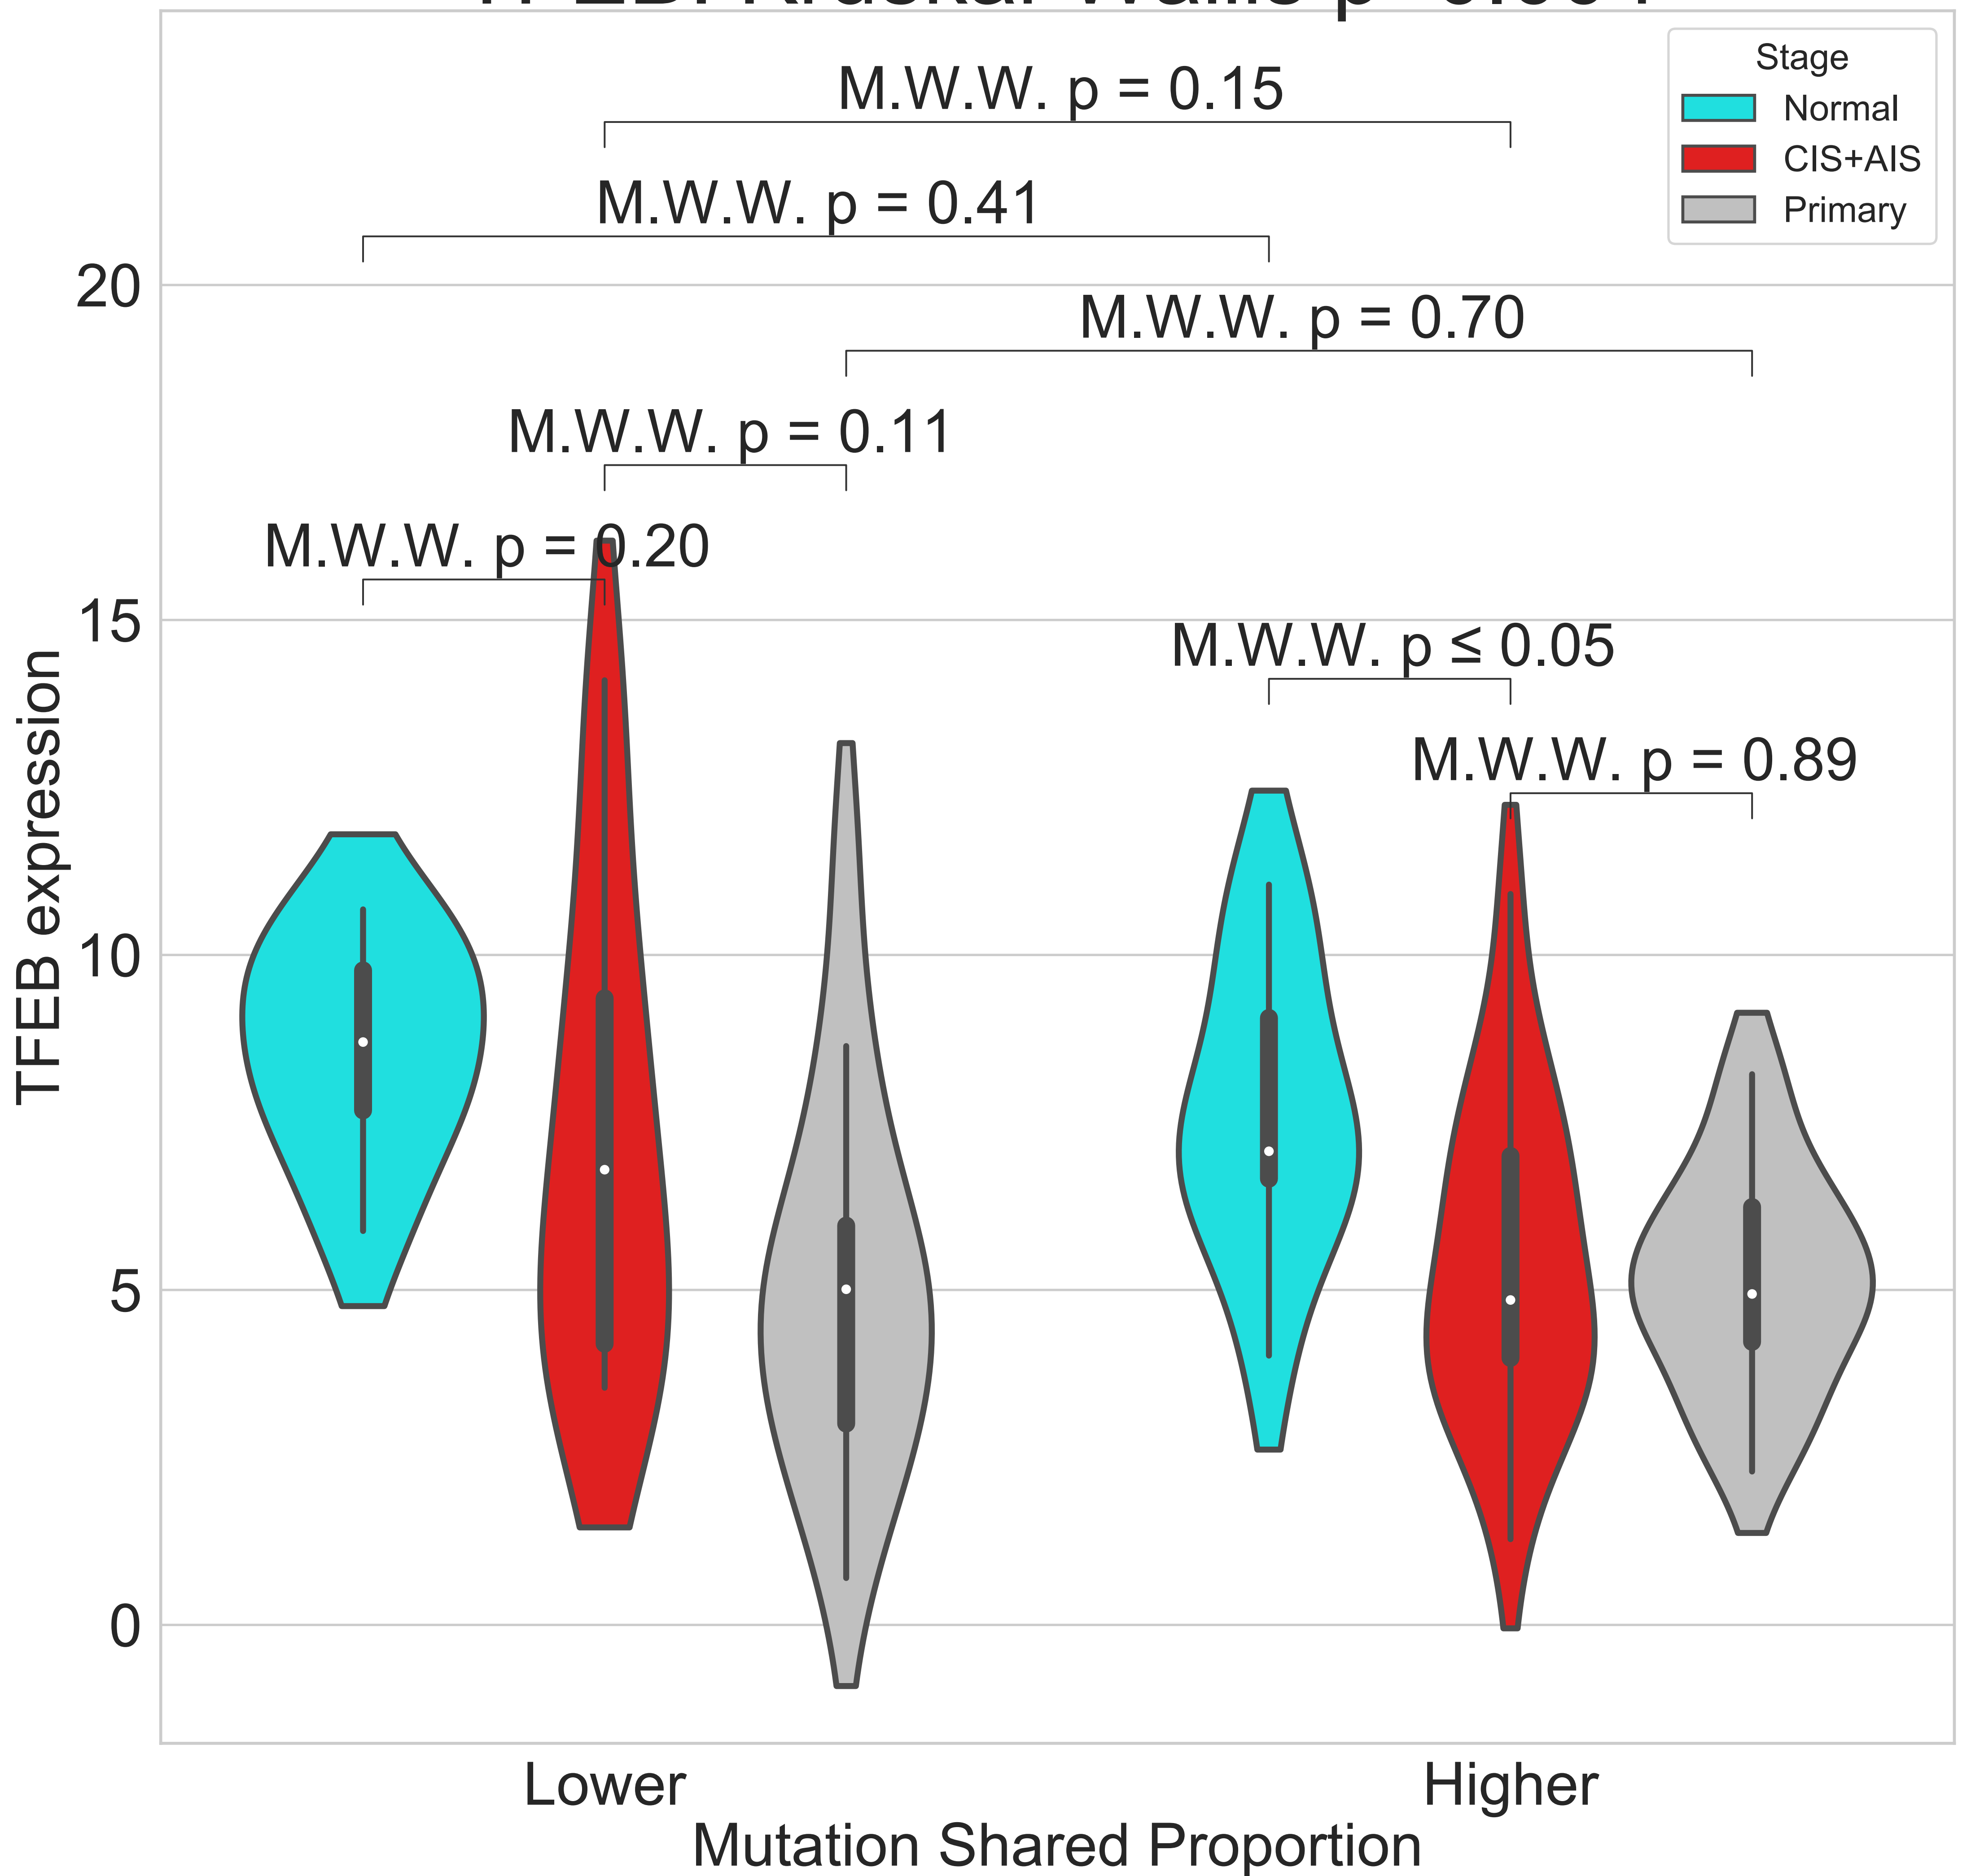 Stage
Normal
CIS+AIS
Primary
M.W.W. p = 0.15
M.W.W. p = 0.41
M.W.W. p = 0.70
M.W.W. p = 0.11
M.W.W. p = 0.20
M.W.W. p ≤ 0.05
M.W.W. p = 0.89
TFEB expression
20
15
10
5
0
Lower
Higher
Mutation Shared Proportion